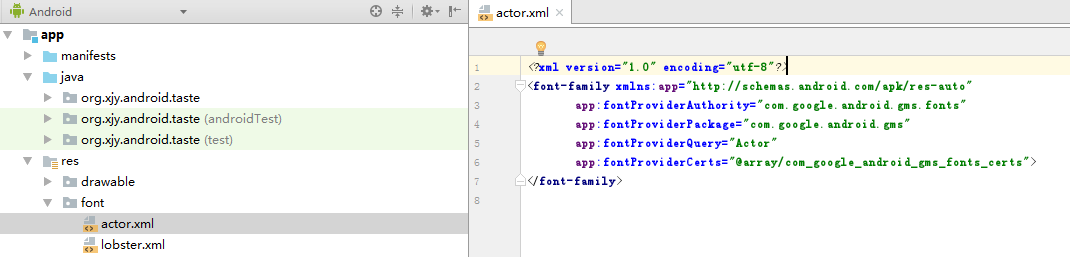 Android
app
manifests
java
org.xjy.android.taste
org.xjy.android.taste (androidTest)
org.xjy.android.taste (test)
res
drawable
font
actor.xml
lobster.xml
actor.xml
1 <?xml version="1.0" encoding="utf-8"?>
2 <font-family xmlns:app="http://schemas.android.com/apk/res-auto"
3 app:fontProviderAuthority="com.google.android.gms.fonts"
4 app:fontProviderPackage="com.google.android.gms"
5 app:fontProviderQuery="Actor"
6 app:fontProviderCerts="@array/com_google_android_gms_fonts_certs">
7 </font-family>
8